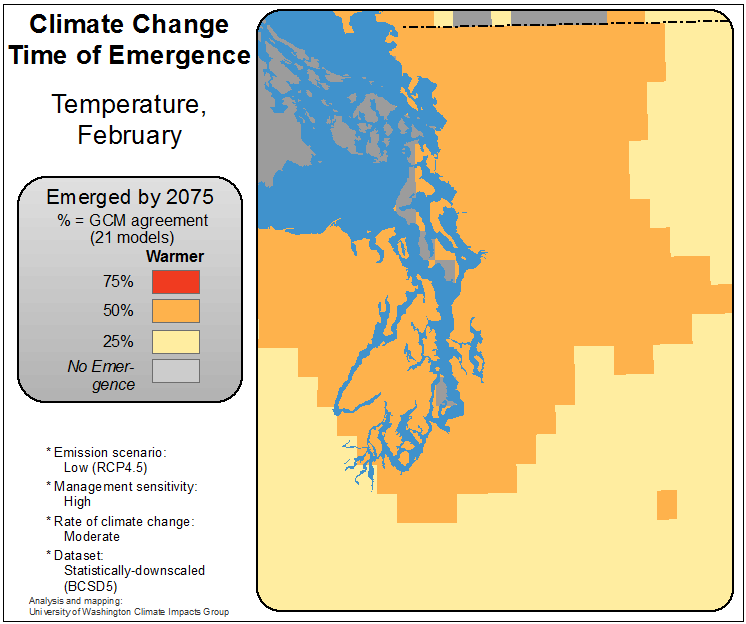 Climate Change
Time of Emergence
Temperature,
February
Emerged by 2075
% = GCM agreement
(21 models)
Warmer
75%
50%
25%
No Emer-
gence
* Emission scenario:
Low (RCP4.5)
* Management sensitivity:
High
* Rate of climate change:
Moderate
* Dataset:
Statistically-downscaled
(BCSD5)
Analysis and mapping:
University of Washington Climate Impacts Group